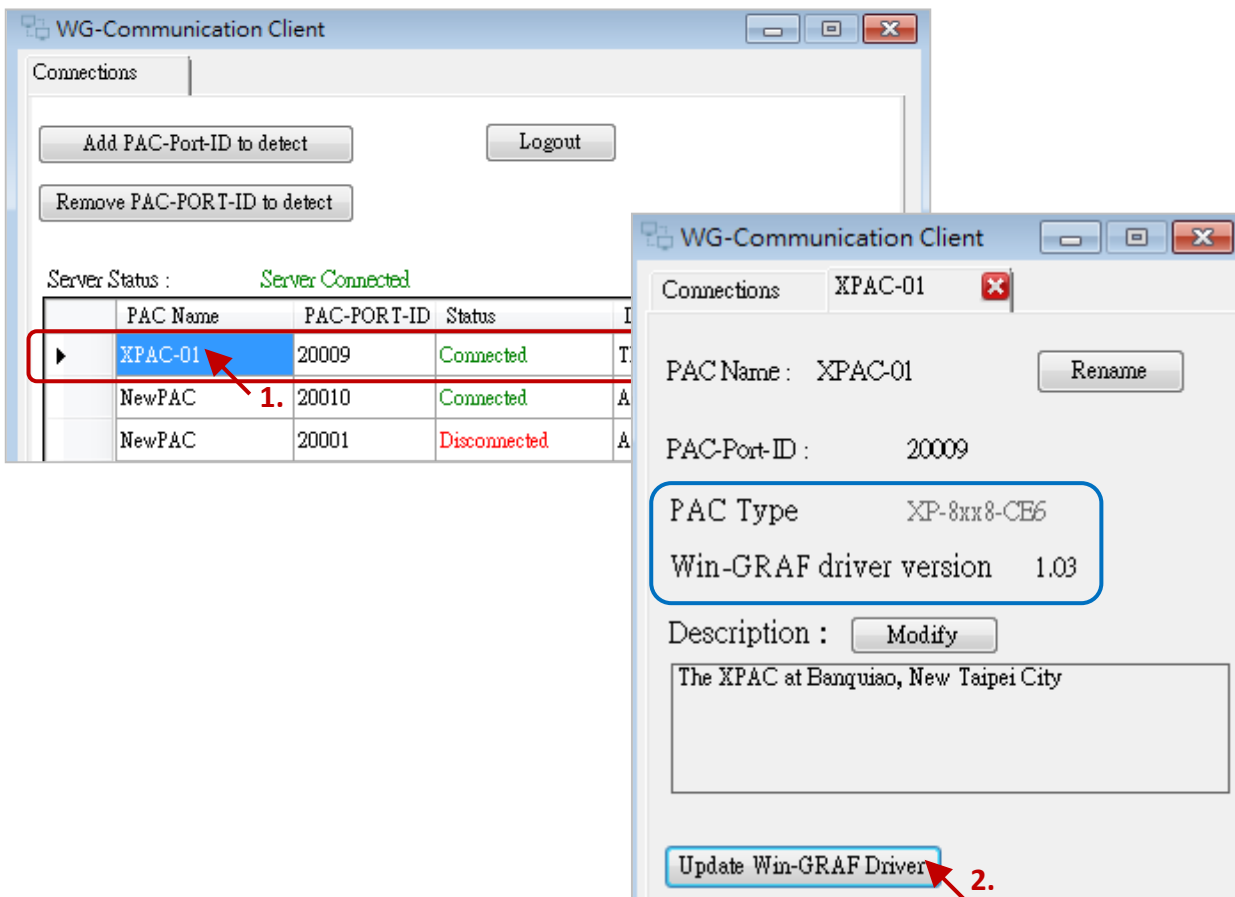 WG-Communication Client
Connections
Add PAC-Port-ID to detect
Logout
Remove PAC-PORT-ID to detect
Server Status : Server Connected
PAC Name PAC-PORT-ID Status
XPAC-01 20009 Connected
1.
NewPAC 20010 Connected A
NewPAC 20001 Disconnected A
WG-Communication Client
Connections XPAC-01
PAC Name : XPAC-01 Rename
PAC-Port-ID : 20009
PAC Type XP-8xx8-CE6
Win-GRAF driver version 1.03
Description : Modify
The XPAC at Banquiao, New Taipei City
Update Win-GRAF Driver
2.